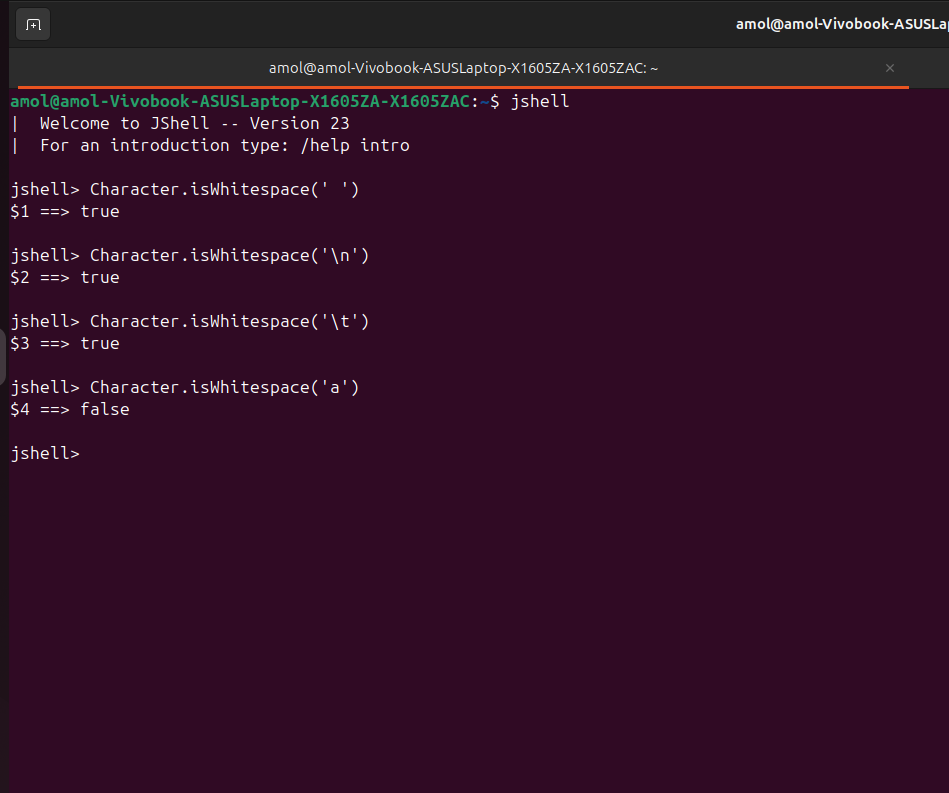 amol@amol-Vivobook-ASUSLap
amol@amol-Vivobook-ASUSLaptop-X1605ZA-X1605ZAC: ~
amol@amol-Vivobook-ASUSLaptop-X1605ZA-X1605ZAC:~$ jshell
|  Welcome to JShell -- Version 23
|  For an introduction type: /help intro
jshell> Character.isWhitespace(' ')
$1 ==> true
jshell> Character.isWhitespace('\n')
$2 ==> true
jshell> Character.isWhitespace('\t')
$3 ==> true
jshell> Character.isWhitespace('a')
$4 ==> false
jshell>